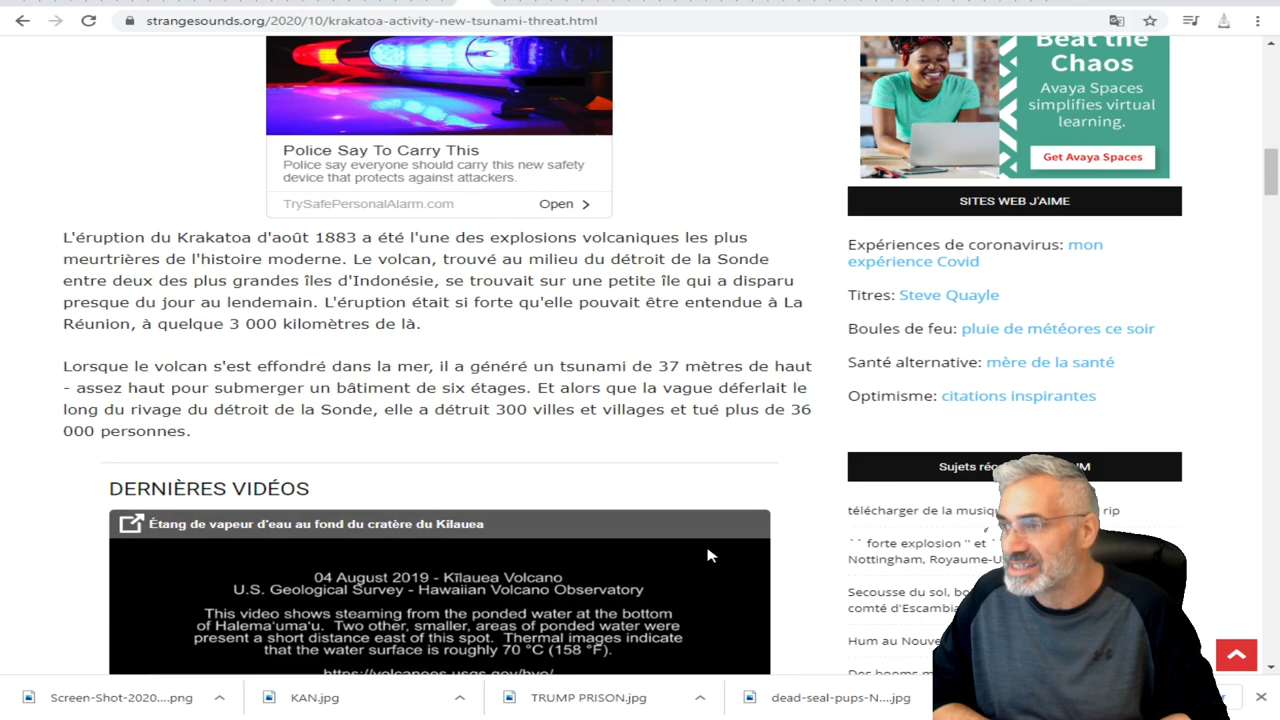 strangesounds.org/2020/10/krakatoa-activity-new-tsunami-threat.html
Police Say To Carry This
Police say everyone should carry this new safety
device that protects against attackers.
TrySafePersonalAlarm.com
Open
L'éruption du Krakatoa d'août 1883 a été l'une des explosions volcaniques les plus
meurtrières de l'histoire moderne. Le volcan, trouvé au milieu du détroit de la Sonde
entre deux des plus grandes îles d'Indonésie, se trouvait sur une petite île qui a disparu
presque du jour au lendemain. L'éruption était si forte qu'elle pouvait être entendue à La
Réunion, à quelque 3 000 kilomètres de là.
Lorsque le volcan s'est effondré dans la mer, il a généré un tsunami de 37 mètres de haut
- assez haut pour submerger un bâtiment de six étages. Et alors que la vague déferlait le
long du rivage du détroit de la Sonde, elle a détruit 300 villes et villages et tué plus de 36
000 personnes.
DERNIÈRES VIDÉOS
Étang de vapeur d'eau au fond du cratère du Kilauea
04 August 2019 - Kīlauea Volcano
U.S. Geological Survey - Hawaiian Volcano Observatory
This video shows steaming from the ponded water at the bottom
of Halemaʻumaʻu. Two other, smaller, areas of ponded water were
present a short distance east of this spot. Thermal images indicate
that the water surface is roughly 70 °C (158 °F).
https://volcanoes.usgs.gov/hvo/
Beat the
Chaos
Avaya Spaces
simplifies virtual
learning.
Get Avaya Spaces
SITES WEB J'AIME
Expériences de coronavirus: mon
expérience Covid
Titres: Steve Quayle
Boules de feu: pluie de météores ce soir
Santé alternative: mère de la santé
Optimisme: citations inspirantes
Sujets
télécharger de la rip
`` forte explosion '' et
Nottingham, Royaume-U
Secousse du sol,
comté d'Escambia
Hum au
Des booms
Screen-Shot-2020....png
KAN.jpg
TRUMP PRISON.jpg
dead-seal-pups-N....jpg